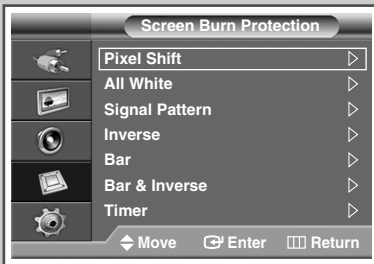 Screen Burn Protection
Pixel Shift
All White
Signal Pattern
Inverse
Bar
Bar & Inverse
Timer
Move Enter Return